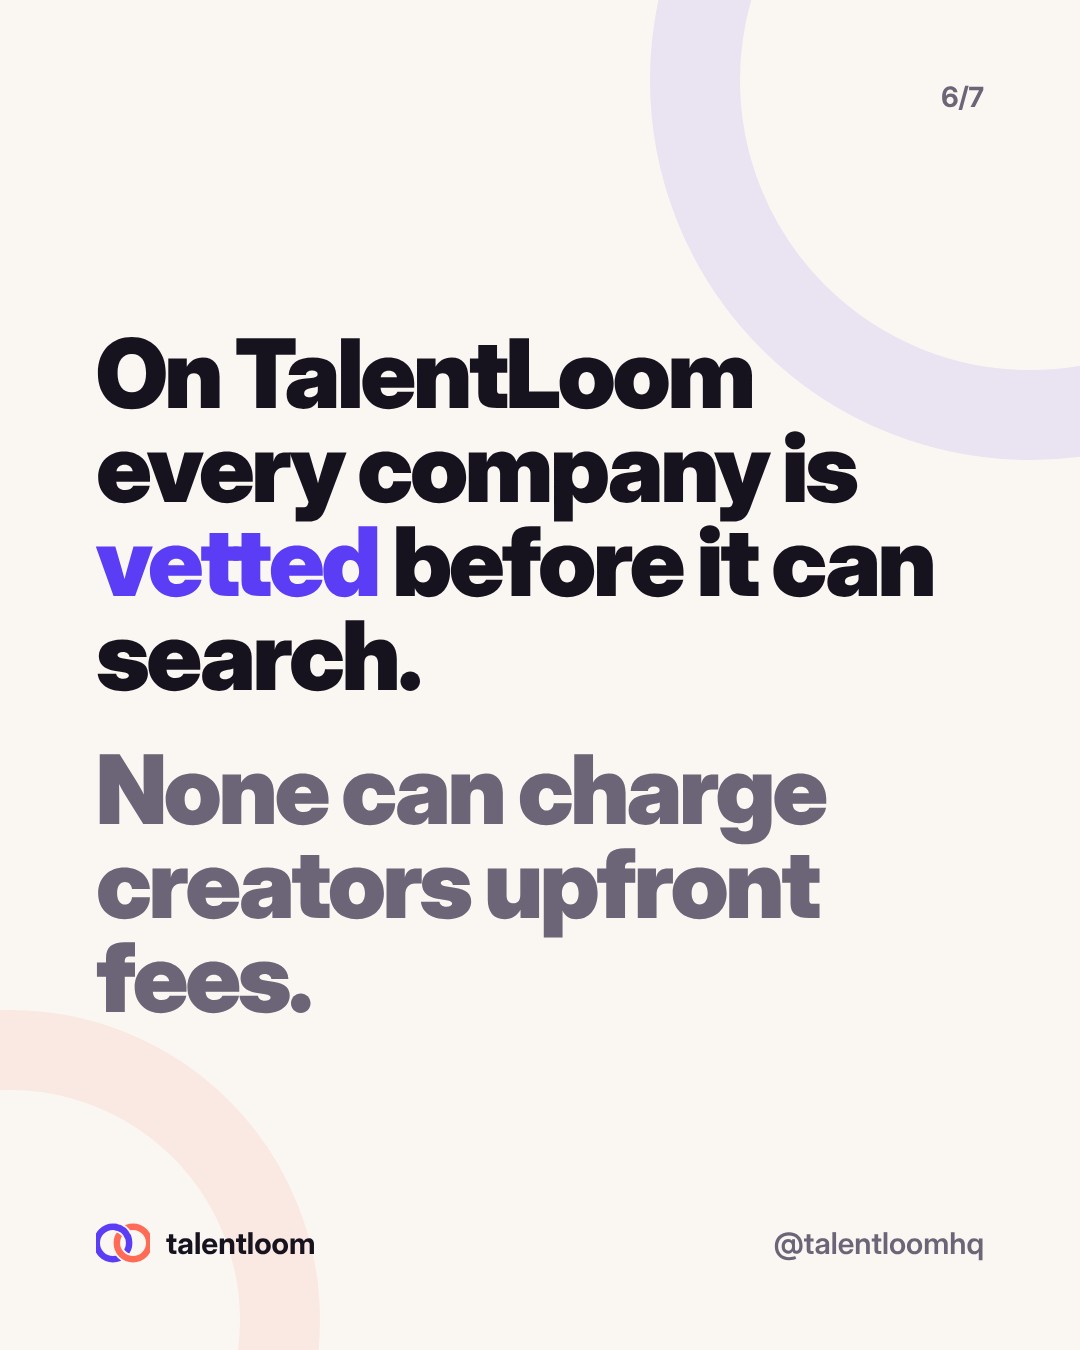 6/7
On TalentLoom
every company is
vetted before it can
search.
None can charge
creators upfront
fees.
talentloom
@talentloomhq